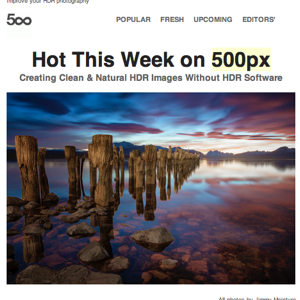 Improve your HDR photography
500
POPULAR FRESH UPCOMING EDITORS'
Hot This Week on 500px
Creating Clean & Natural HDR Images Without HDR Software
All photos by Jimmy McIntyre